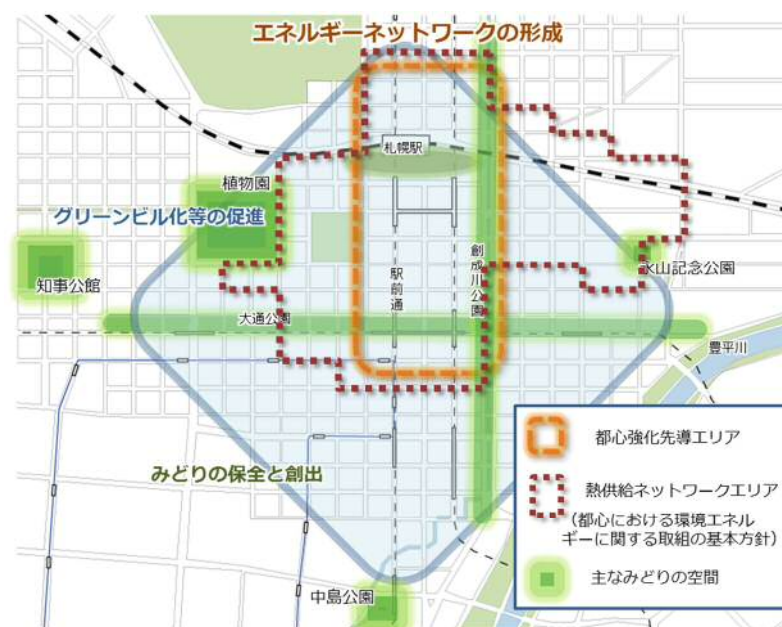 エネルギーネットワークの形成
札幌駅
植物園
グリーンビル化等の促進
知事公館
永山記念公園
駅前通
創成川公園
大通公園
豊平川
みどりの保全と創出
中島公園
都心強化先導エリア
熱供給ネットワークエリア
（都心における環境エネル
ギーに関する取組の基本方針）
主なみどりの空間